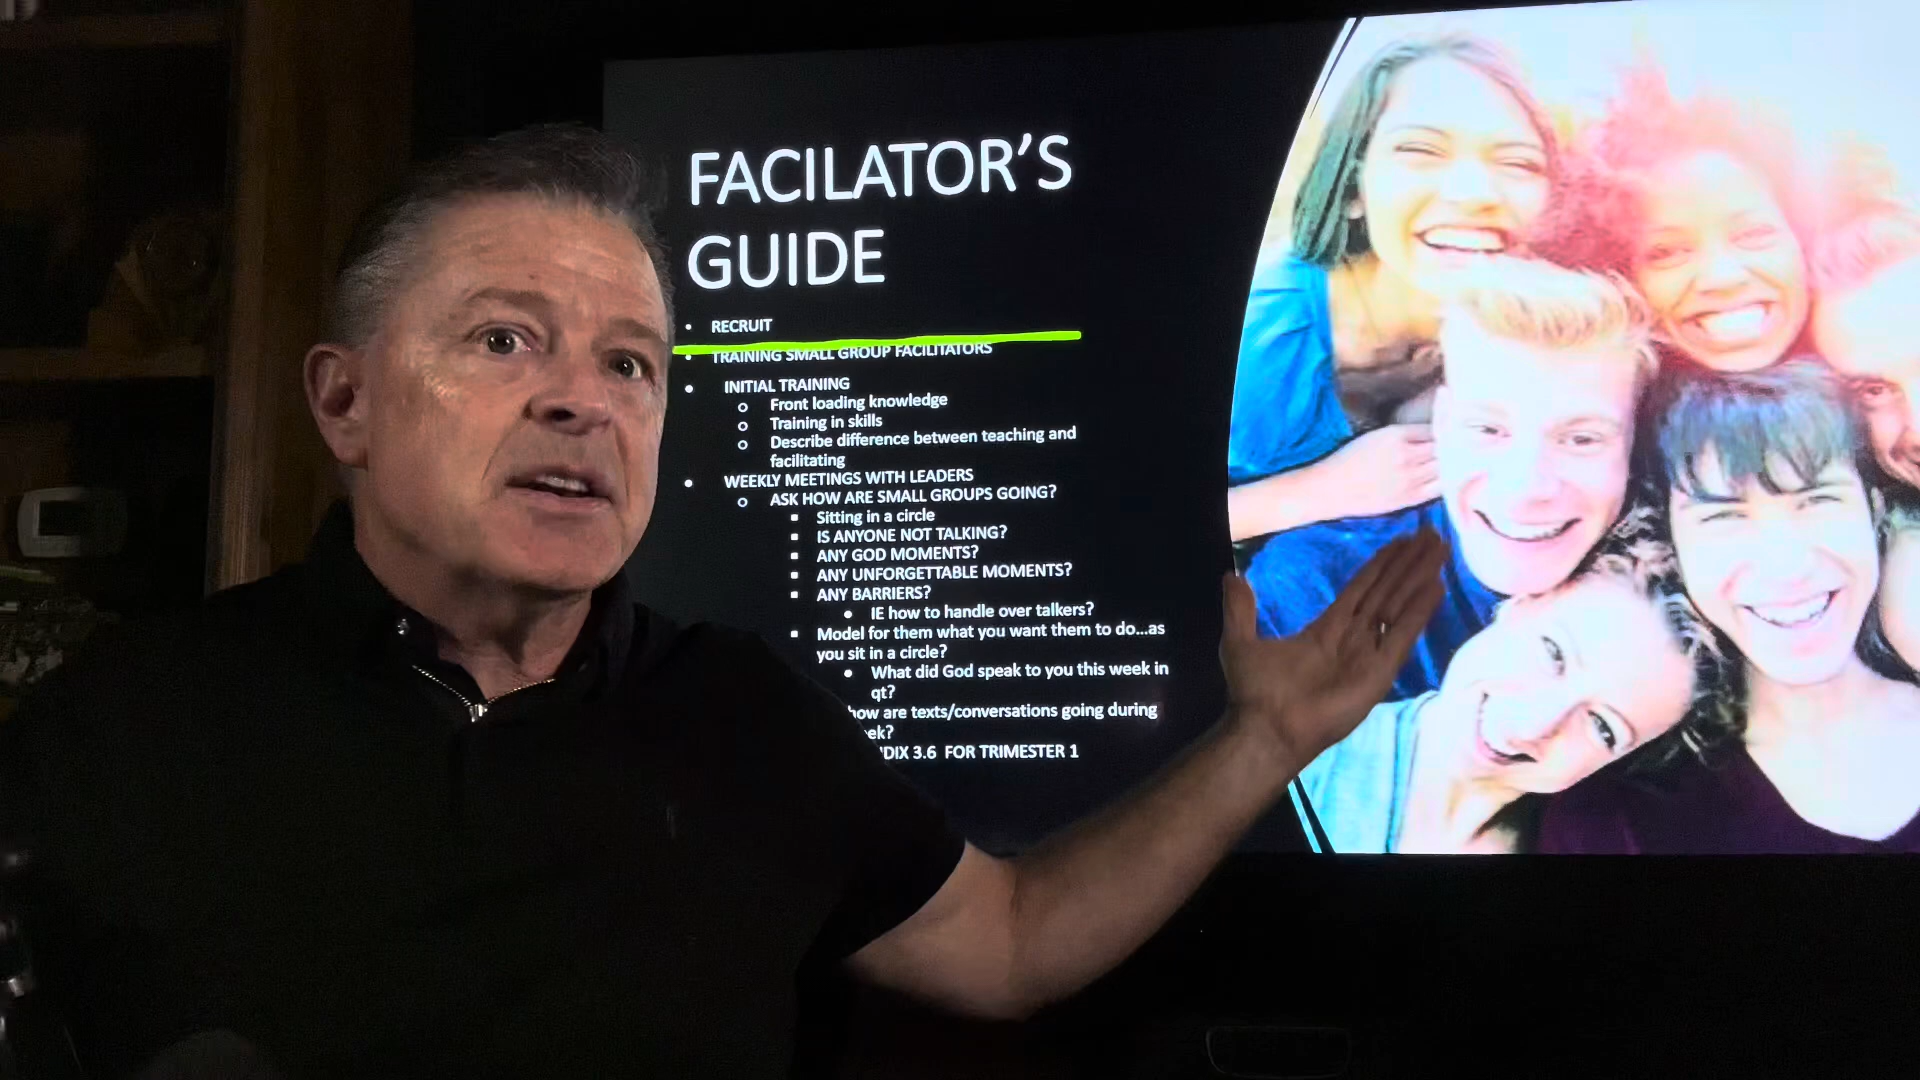 FACILATOR’S
GUIDE
• RECRUIT
• TRAINING SMALL GROUP FACILITATORS
• INITIAL TRAINING
o Front loading knowledge
o Training in skills
o Describe difference between teaching and
facilitating
• WEEKLY MEETINGS WITH LEADERS
o ASK HOW ARE SMALL GROUPS GOING?
▪ Sitting in a circle
▪ IS ANYONE NOT TALKING?
▪ ANY GOD MOMENTS?
▪ ANY UNFORGETTABLE MOMENTS?
▪ ANY BARRIERS?
• IE how to handle over talkers?
▪ Model for them what you want them to do...as
you sit in a circle?
• What did God speak to you this week in
qt?
how are texts/conversations going during
3.6 FOR TRIMESTER 1